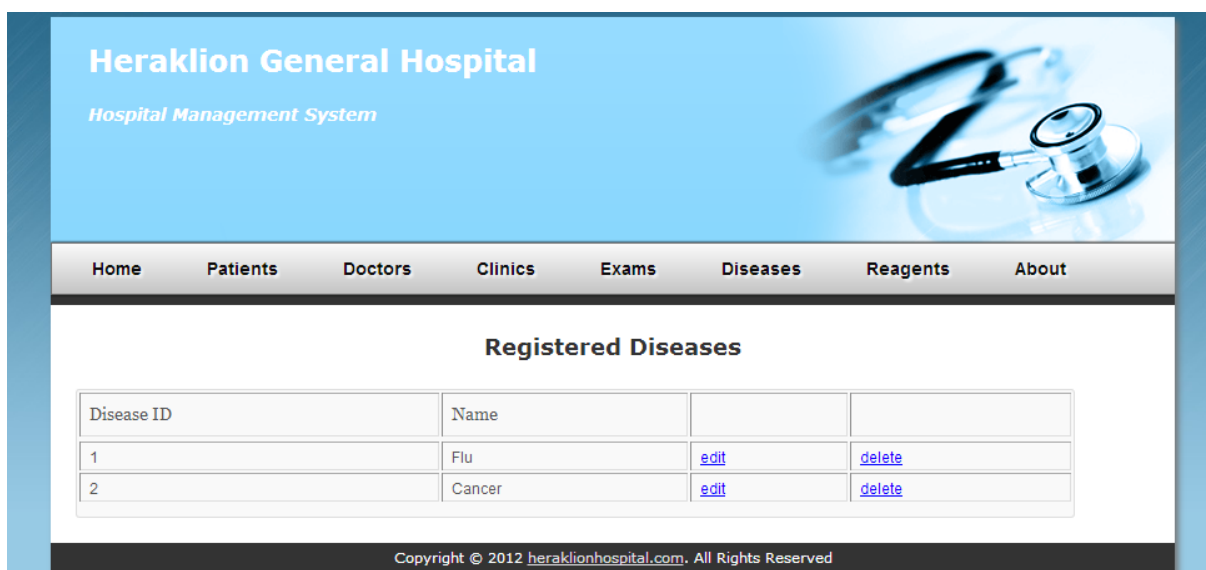 Heraklion General Hospital
Hospital Management System
Home Patients Doctors Clinics Exams Diseases Reagents About
Registered Diseases
Disease ID Name
1 Flu edit delete
2 Cancer edit delete
Copyright © 2012 heraklionhospital.com. All Rights Reserved